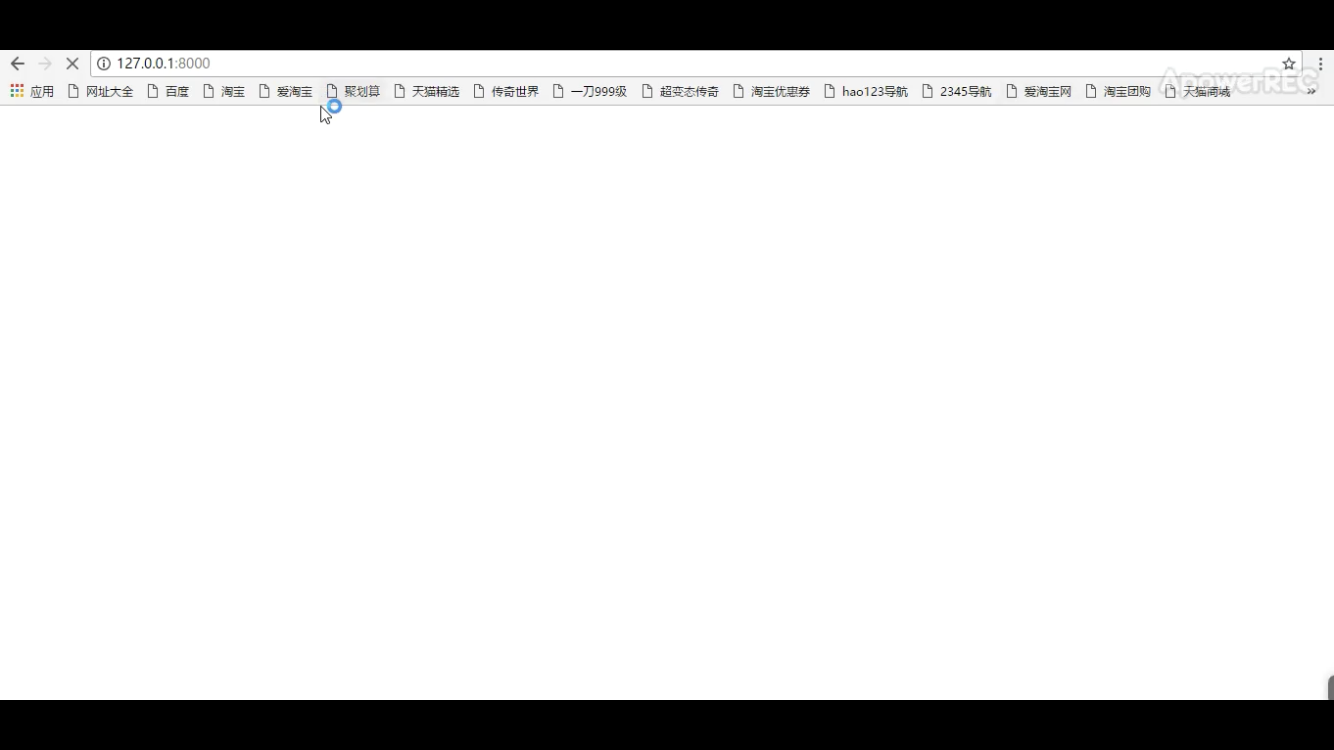 127.0.0.1:8000
ApowerREC
应用 网址大全 百度 淘宝 爱淘宝 聚划算 天猫精选 传奇世界 一刀999级 超变态传奇 淘宝优惠券 hao123导航 2345导航 爱淘宝网 淘宝团购 天猫商城 »